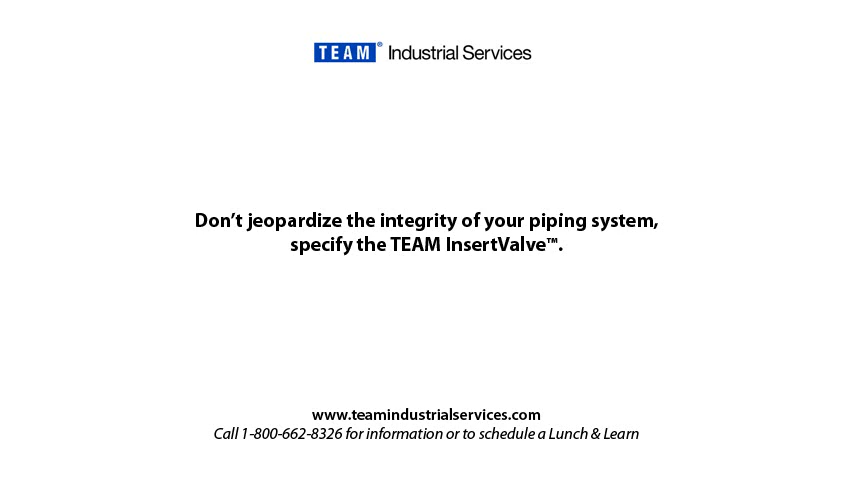 TEAM® Industrial Services
Don’t jeopardize the integrity of your piping system,
specify the TEAM InsertValve™.
www.teamindustrialservices.com
Call 1-800-662-8326 for information or to schedule a Lunch & Learn